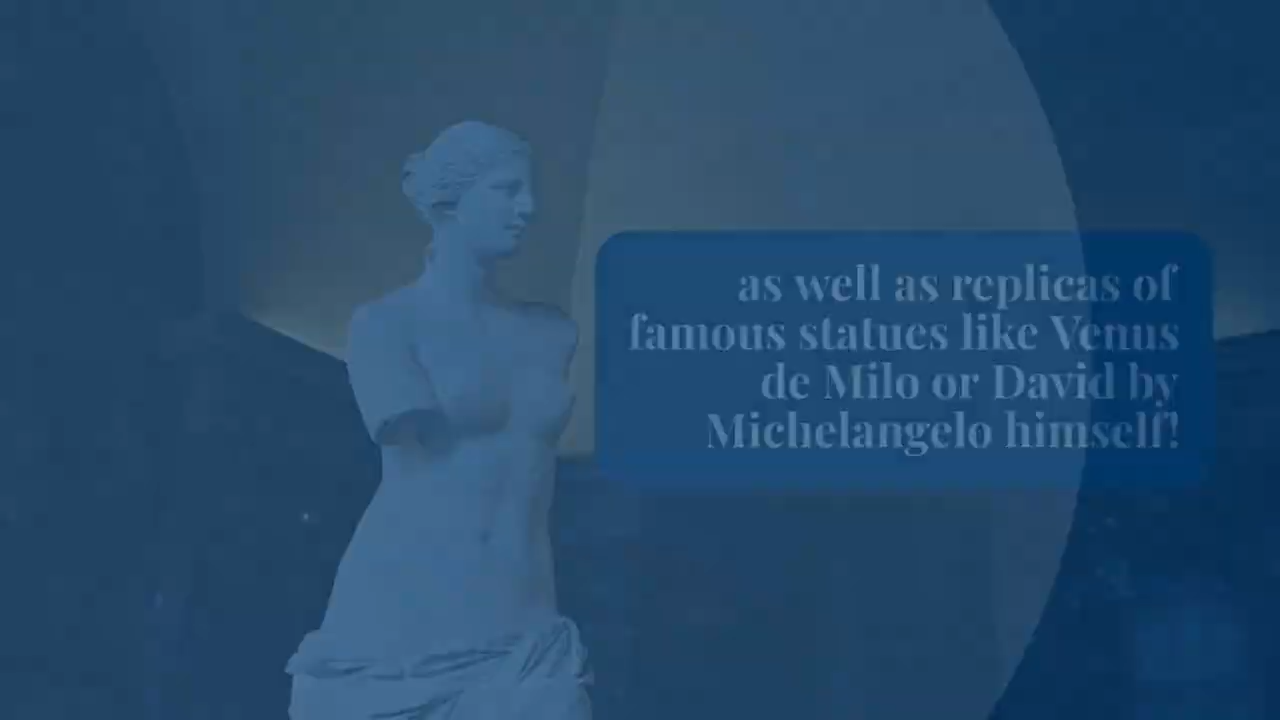 as well as replicas of
famous statues like Venus
de Milo or David by
Michelangelo himself!